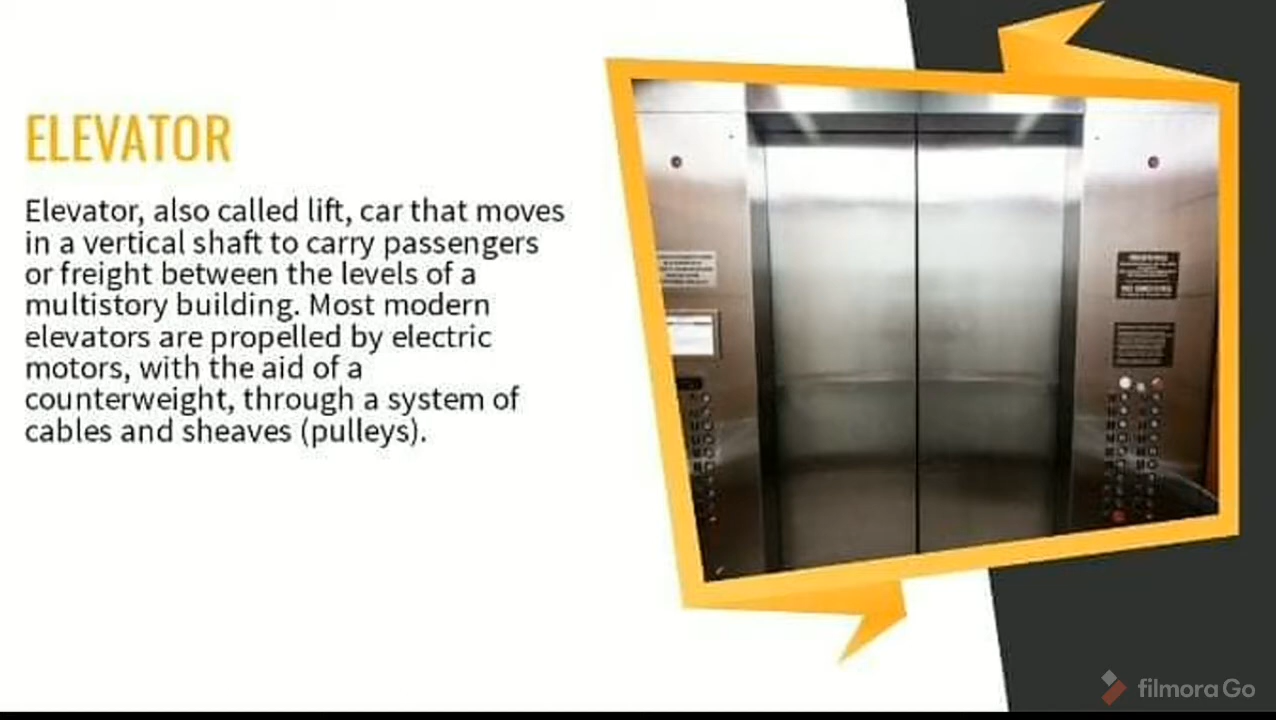 ELEVATOR
Elevator, also called lift, car that moves
in a vertical shaft to carry passengers
or freight between the levels of a
multistory building. Most modern
elevators are propelled by electric
motors, with the aid of a
counterweight, through a system of
cables and sheaves (pulleys).
filmora Go